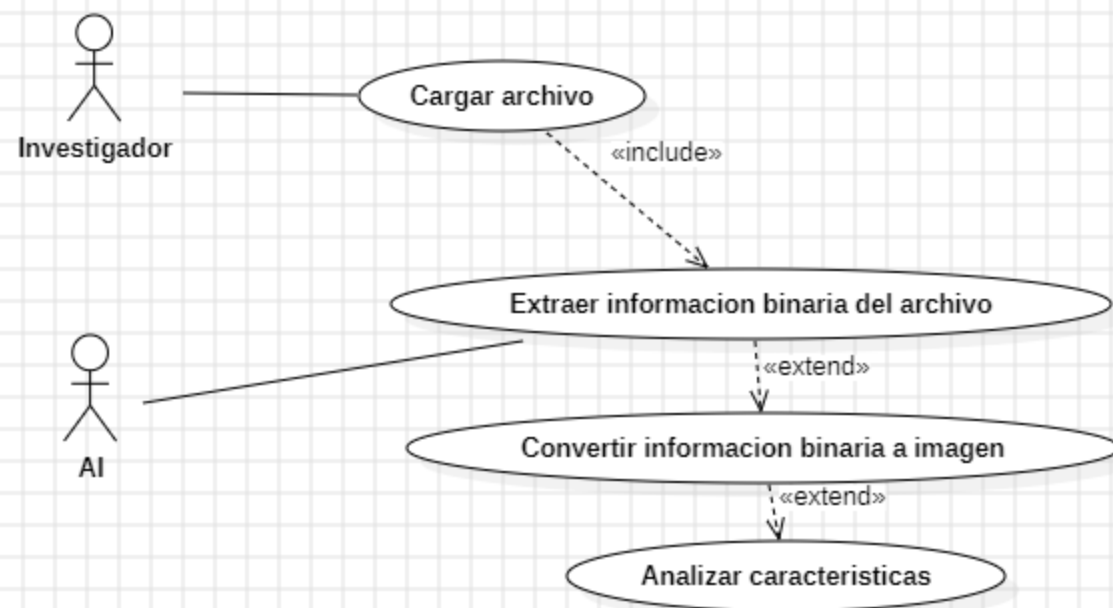 Cargar archivo
Investigador
«include»
Extraer informacion binaria del archivo
«extend»
Convertir informacion binaria a imagen
AI
«extend»
Analizar caracteristicas